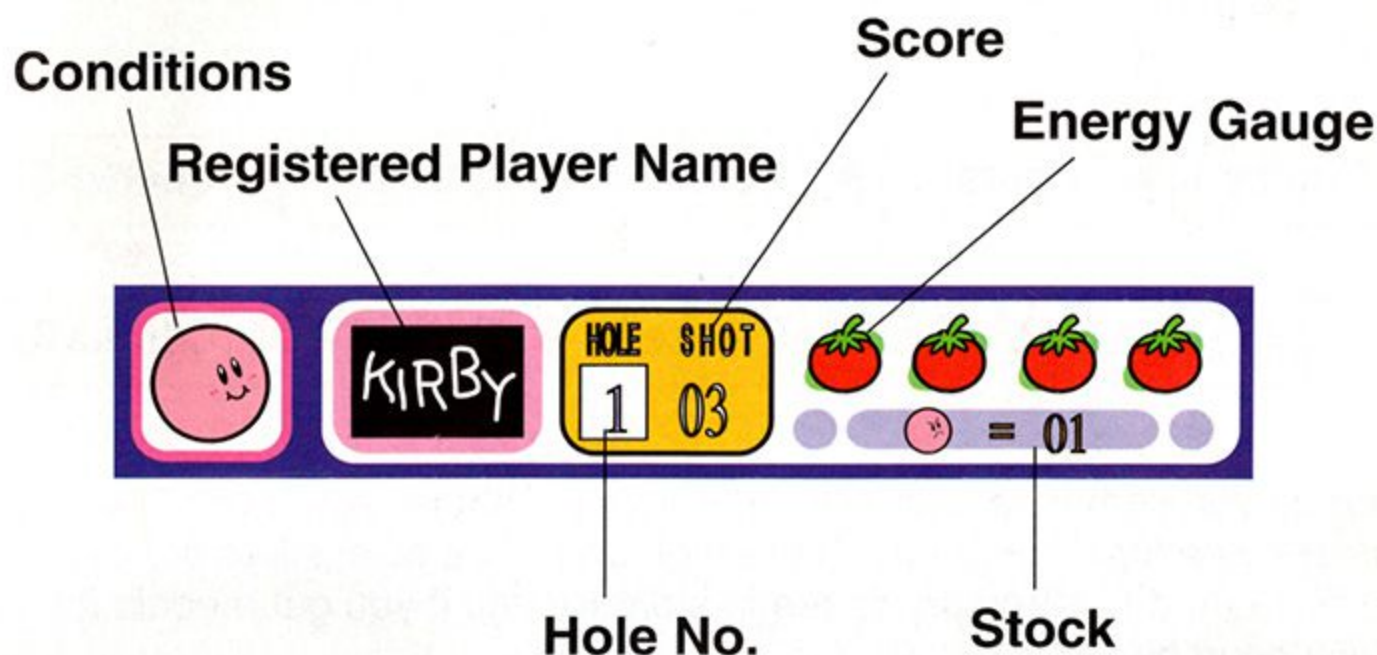 Score
Conditions
Energy Gauge
Registered Player Name
HOLE SHOT
KIRBY
1 03
= 01
Hole No.
Stock